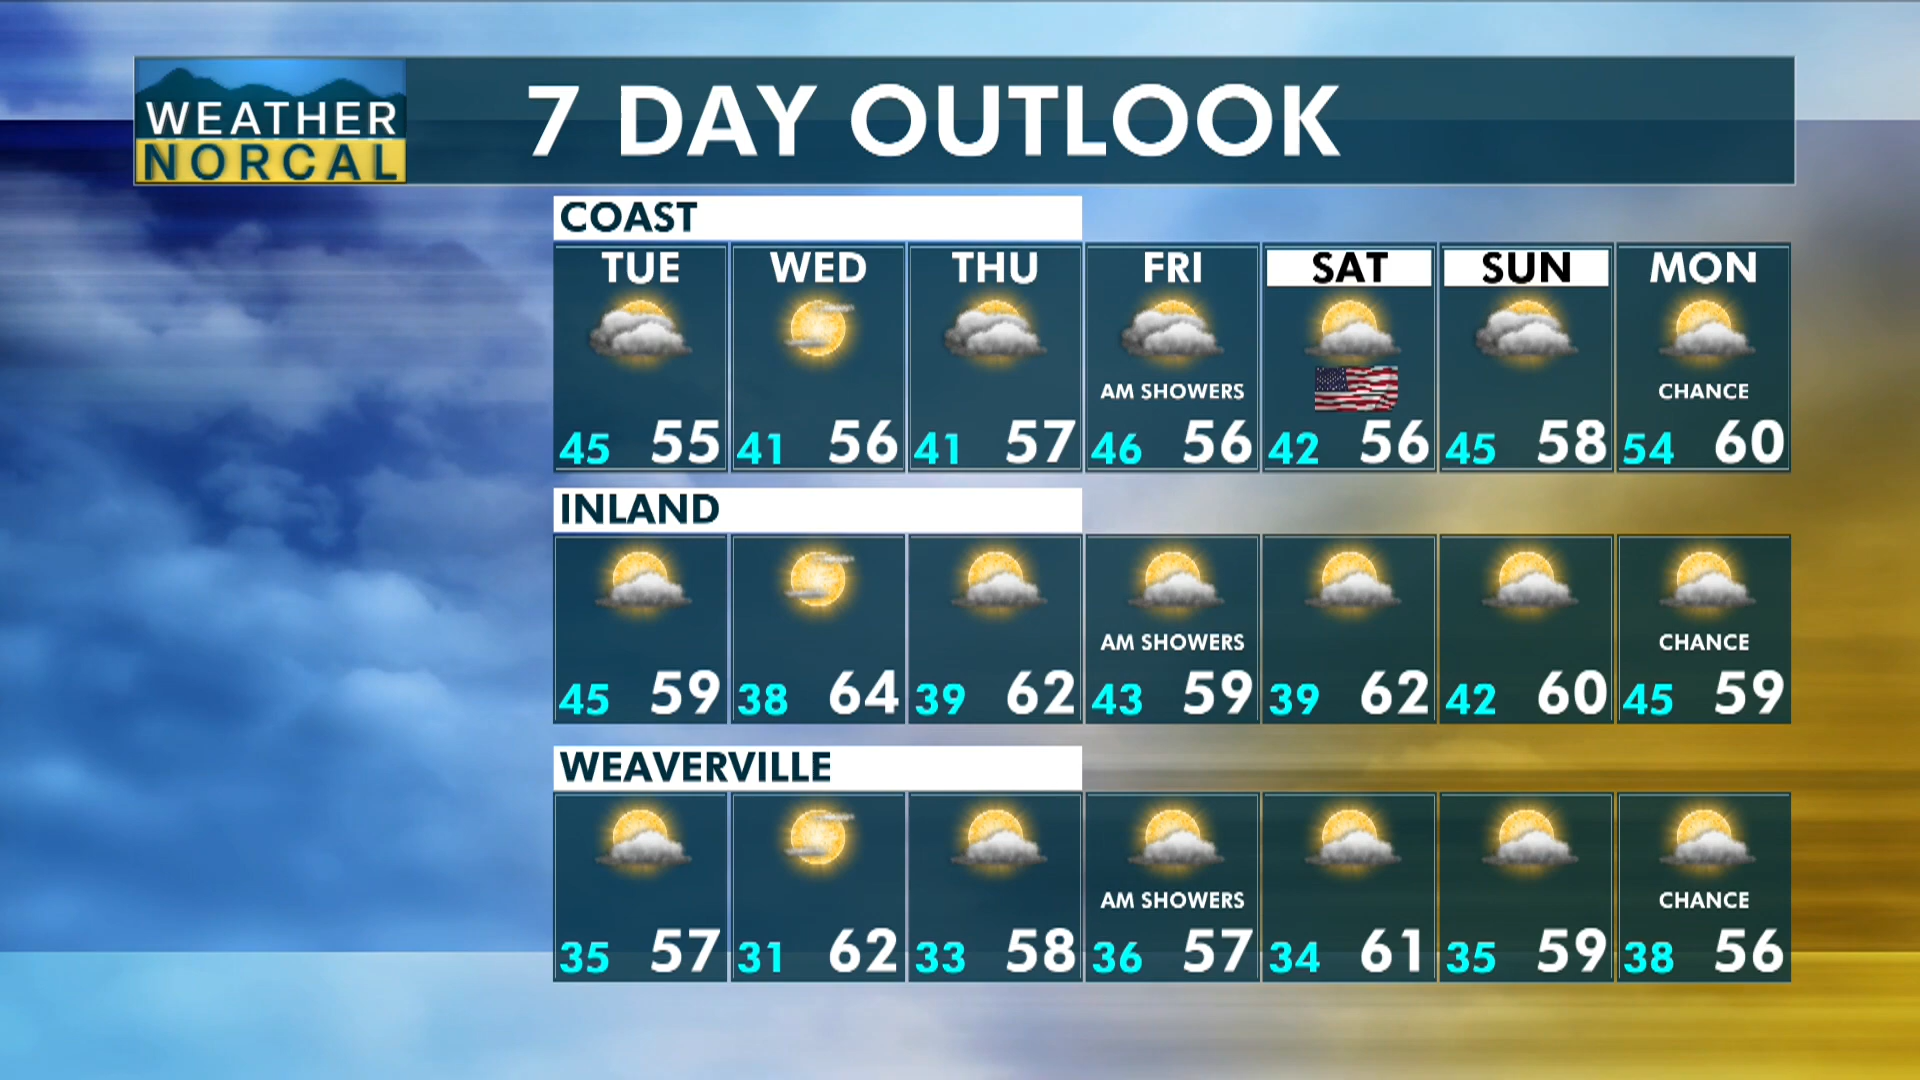 WEATHER
NORCAL
7 DAY OUTLOOK
COAST
TUE WED THU FRI SAT SUN MON
AM SHOWERS CHANCE
45 55 41 56 41 57 46 56 42 56 45 58 54 60
INLAND
AM SHOWERS CHANCE
45 59 38 64 39 62 43 59 39 62 42 60 45 59
WEAVERVILLE
AM SHOWERS CHANCE
35 57 31 62 33 58 36 57 34 61 35 59 38 56